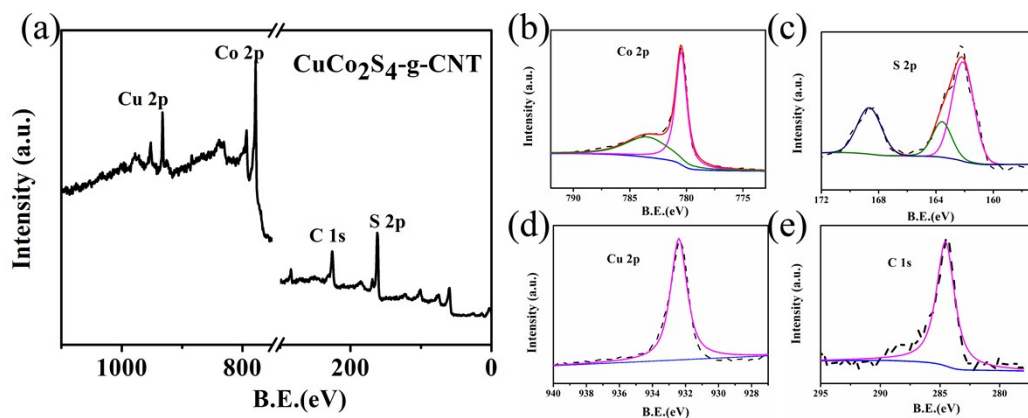 (a)
Cu 2p
Co 2p
CuCo2S4-g-CNT
C 1s
S 2p
Intensity (a.u.)
1000 800 200 0
B.E.(eV)
(b)
Co 2p
Intensity (a.u.)
790 785 780 775
B.E.(eV)
(c)
S 2p
Intensity (a.u.)
172 168 164 160
B.E.(eV)
(d)
Cu 2p
Intensity (a.u.)
940 938 936 934 932 930 928
B.E.(eV)
(e)
C 1s
Intensity (a.u.)
295 290 285 280
B.E.(eV)